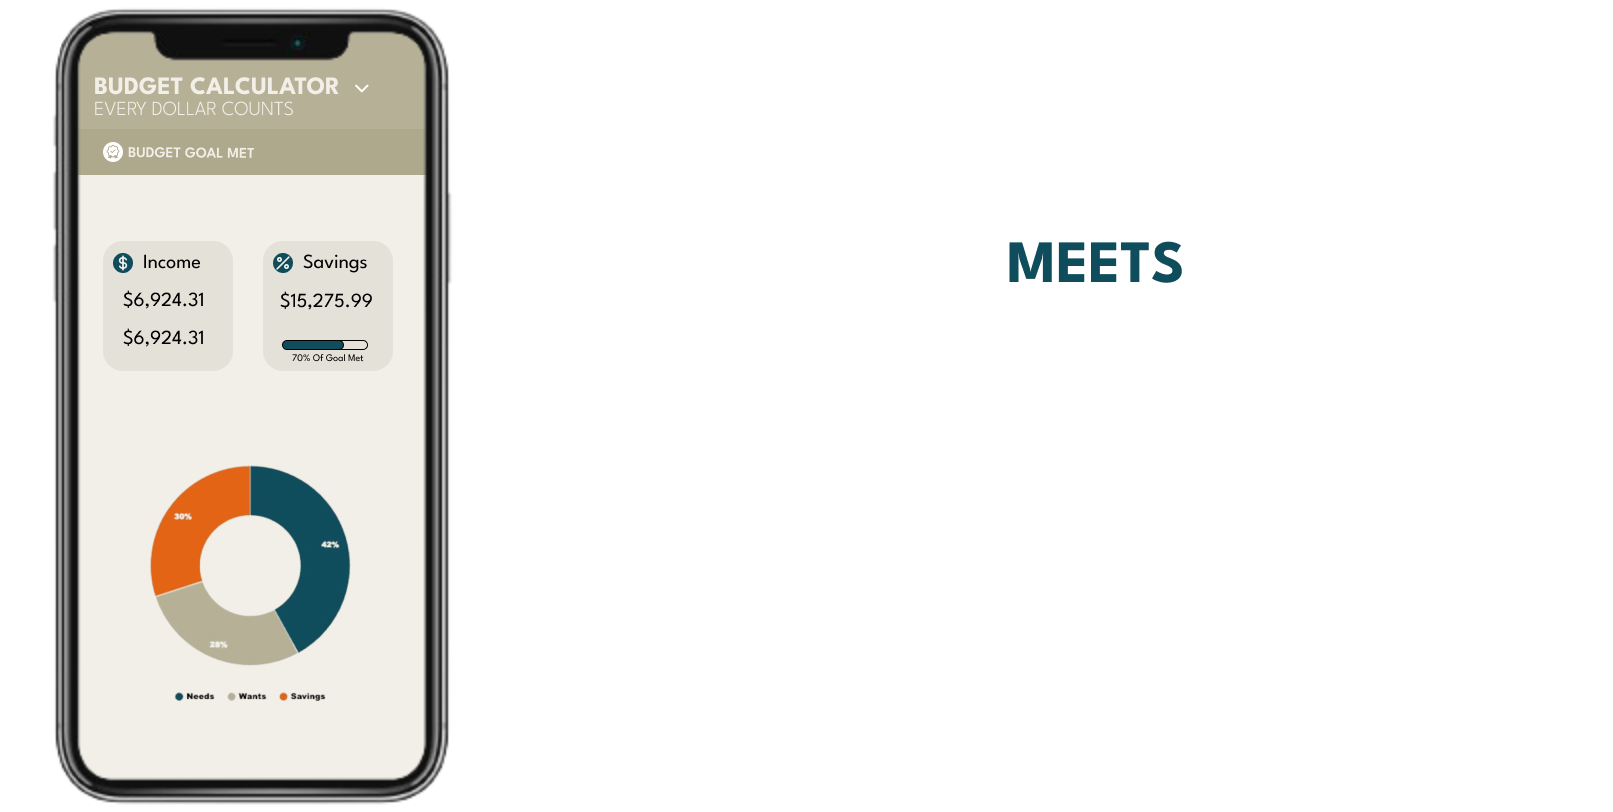 BUDGET CALCULATOR
EVERY DOLLAR COUNTS
BUDGET GOAL MET
$ Income
$6,924.31
$6,924.31
% Savings
$15,275.99
70% Of Goal Met
30%
42%
28%
Needs Wants Savings
MEETS